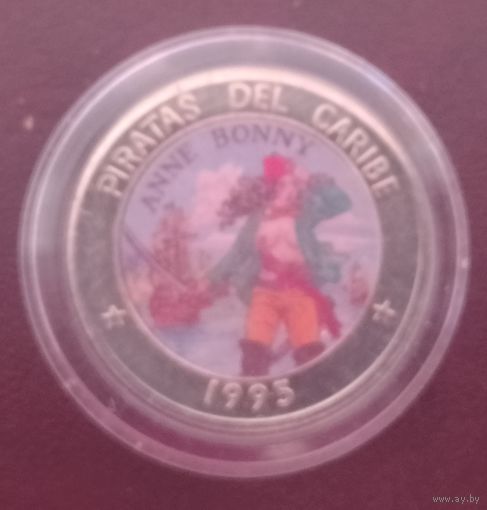 PIRATAS DEL CARIBE
ANNE BONNY
1995
www.ay.by